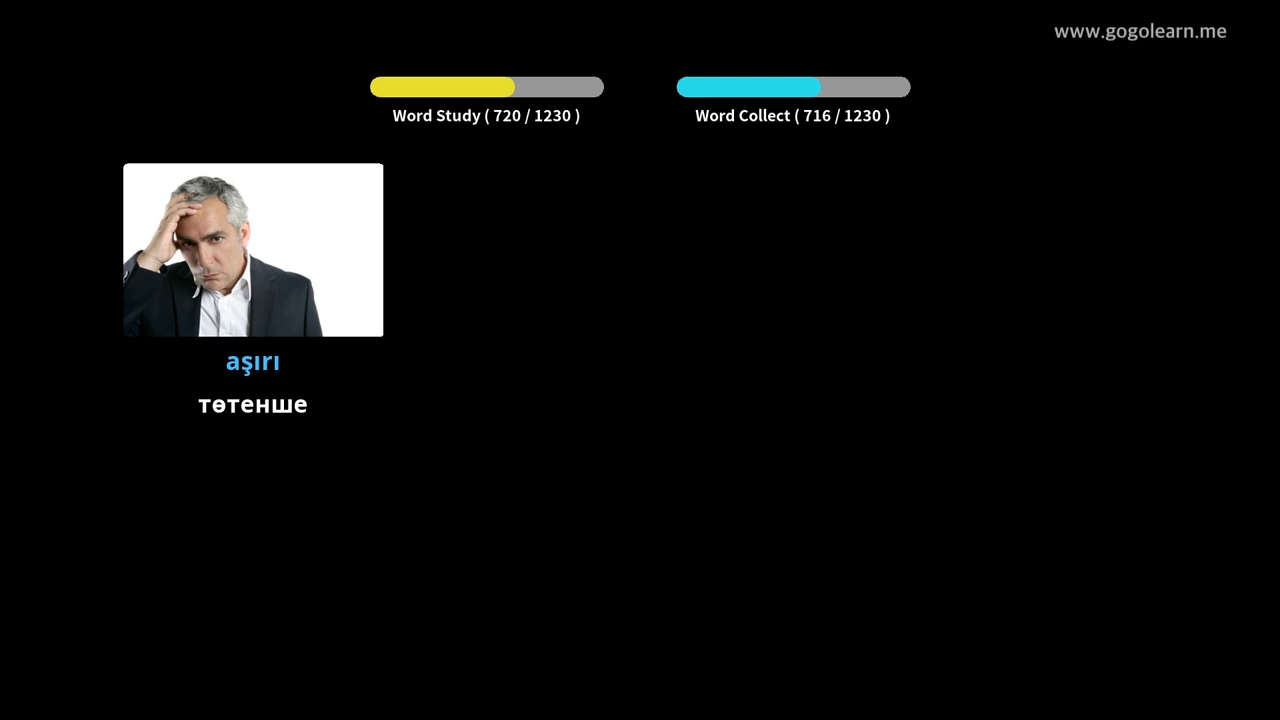 www.gogolearn.me
Word Study ( 720 / 1230 )
Word Collect ( 716 / 1230 )
aşırı
төтенше